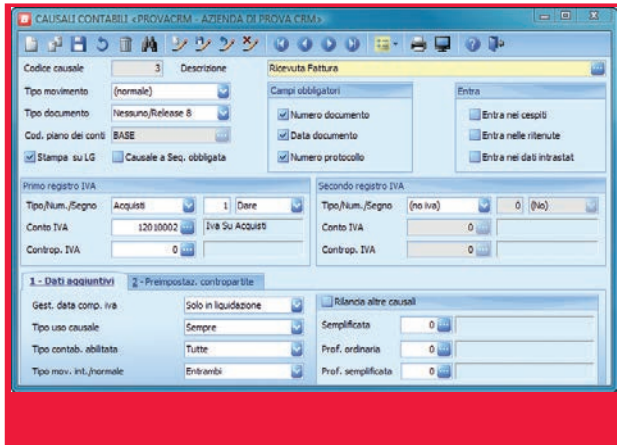 CAUSALI CONTABILI <PROVACRM - AZIENDA DI PROVA CRM>
Codice causale 3 Descrizione Ricevuta Fattura
Tipo movimento (normale)
Tipo documento Nessuno/Release 8
Cod. piano dei conti BASE
Stampa su LG Causale a Seq. obbligata
Campi obbligatori
Numero documento
Data documento
Numero protocollo
Entra
Entra nei cespiti
Entra nelle ritenute
Entra nei dati intrastat
Primo registro IVA
Tipo/Num./Segno Acquisti 1 Dare
Conto IVA 12010002 Iva Su Acquisti
Controp. IVA 0
Secondo registro IVA
Tipo/Num./Segno (no iva) 0 (No)
Conto IVA 0
Controp. IVA 0
1 - Dati aggiuntivi 2 - Preimpostaz. contropartite
Gest. data comp. iva Solo in liquidazione
Tipo uso causale Sempre
Tipo contab. abilitata Tutte
Tipo mov. int./normale Entrambi
Rilancia altre causali
Semplificata 0
Prof. ordinaria 0
Prof. semplificata 0